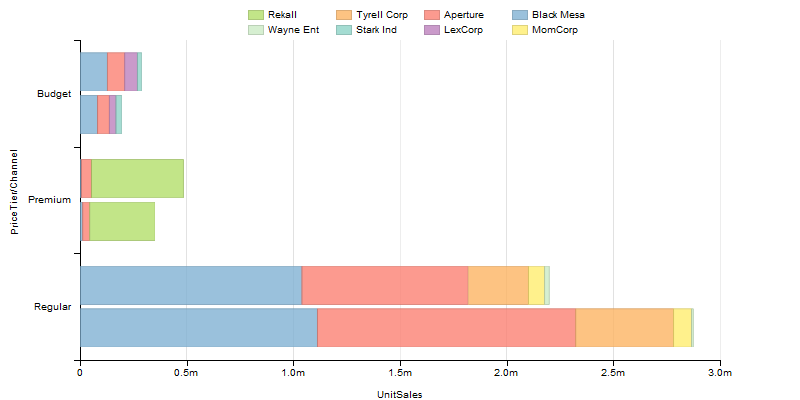 Rekall Tyrell Corp Aperture Black Mesa
Wayne Ent Stark Ind LexCorp MomCorp
Budget
Premium
Regular
PriceTier/Channel
0 0.5m 1.0m 1.5m 2.0m 2.5m 3.0m
UnitSales